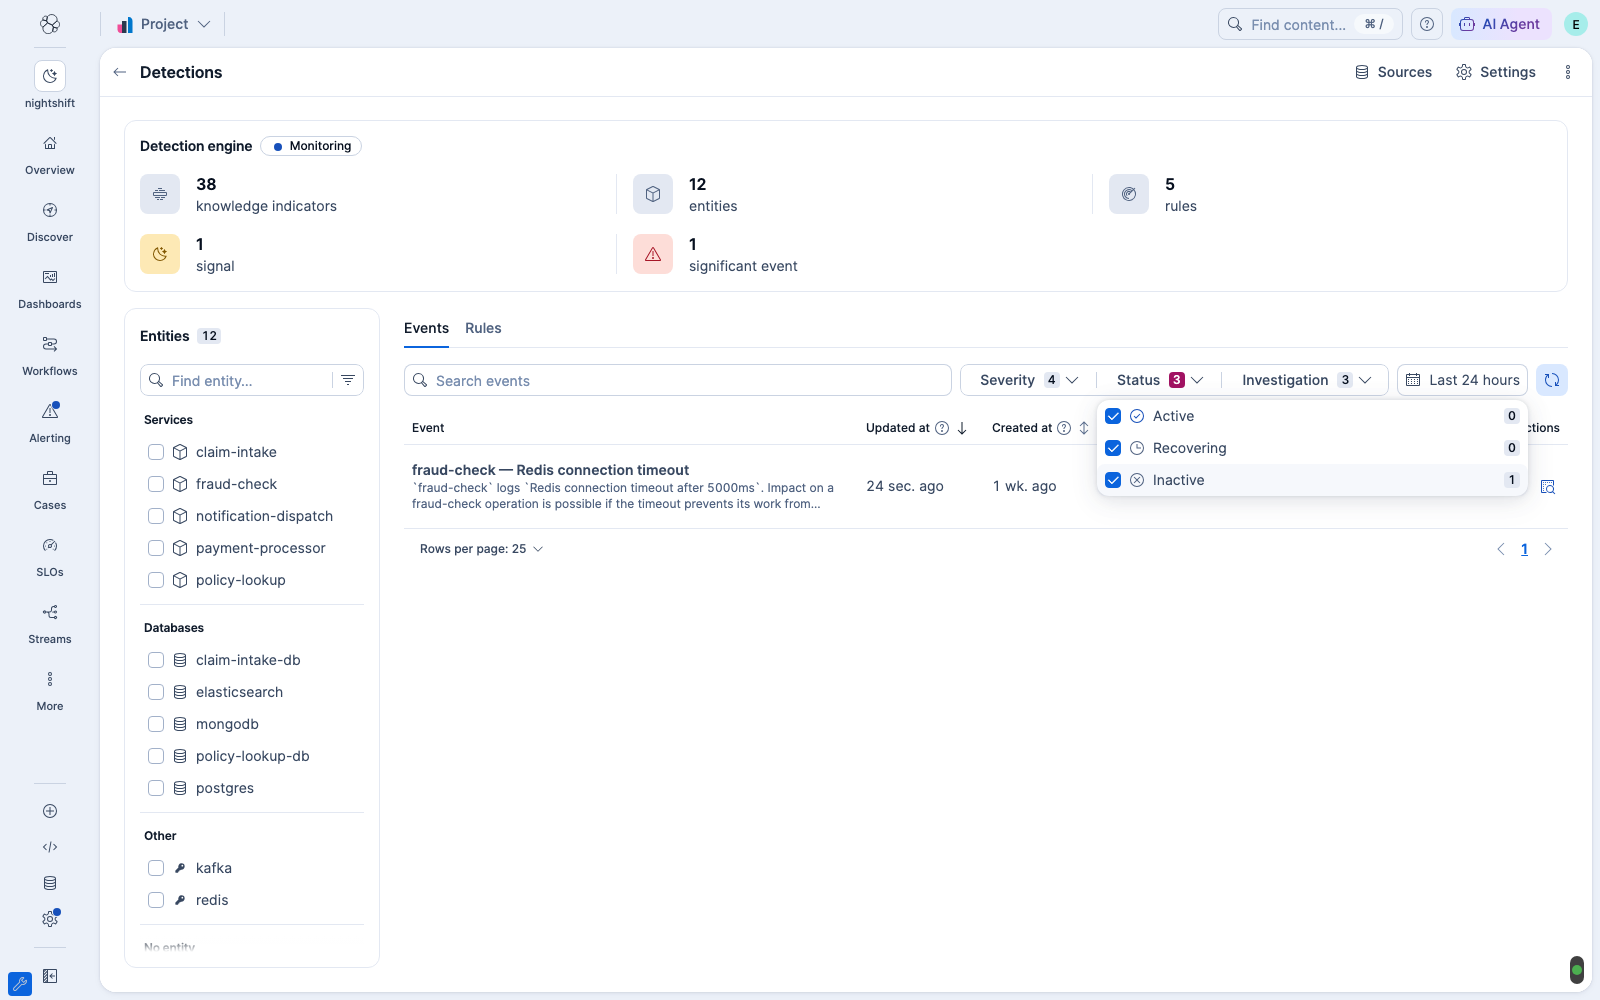 Project
Find content...
⌘ /
AI Agent
E
nightshift
Overview
Discover
Dashboards
Workflows
Alerting
Cases
SLOs
Streams
More
Detections
Sources
Settings
Detection engine
Monitoring
38
knowledge indicators
12
entities
5
rules
1
signal
1
significant event
Entities 12
Find entity...
Services
claim-intake
fraud-check
notification-dispatch
payment-processor
policy-lookup
Databases
claim-intake-db
elasticsearch
mongodb
policy-lookup-db
postgres
Other
kafka
redis
No entity
Events
Rules
Search events
Severity 4
Status 3
Investigation 3
Last 24 hours
Active 0
Recovering 0
Inactive 1
Event
Updated at
Created at
ctions
fraud-check — Redis connection timeout
`fraud-check` logs `Redis connection timeout after 5000ms`. Impact on a
fraud-check operation is possible if the timeout prevents its work from...
24 sec. ago
1 wk. ago
Rows per page: 25
1